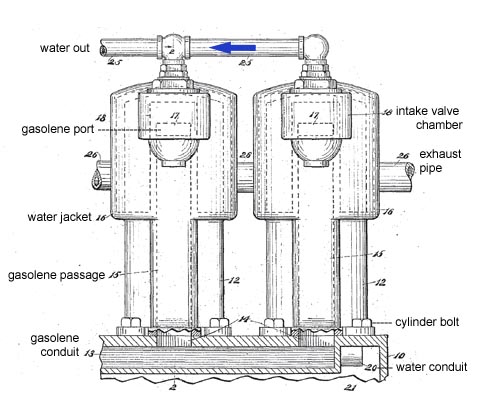 water out
2
25
25
18
17
17
18
intake valve
chamber
gasolene port
26
26
26
exhaust
pipe
water jacket
16
16
15
gasolene passage
15
12
12
14
cylinder bolt
gasolene
conduit
13
10
20
water conduit
2
21